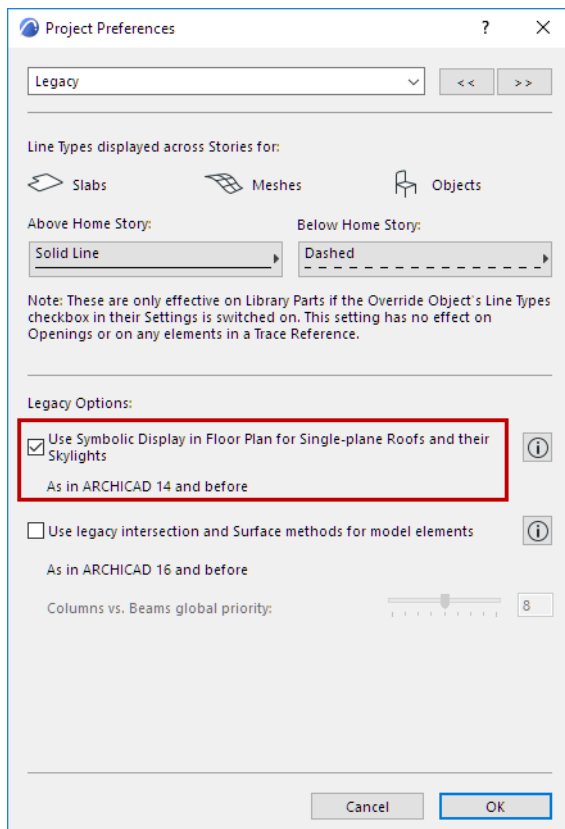 Project Preferences
?
Legacy
<<
>>
Line Types displayed across Stories for:
Slabs
Meshes
Objects
Above Home Story:
Below Home Story:
Solid Line
Dashed
Note: These are only effective on Library Parts if the Override Object's Line Types
checkbox in their Settings is switched on. This setting has no effect on
Openings or on any elements in a Trace Reference.
Legacy Options:
Use Symbolic Display in Floor Plan for Single-plane Roofs and their
Skylights
As in ARCHICAD 14 and before
Use legacy intersection and Surface methods for model elements
As in ARCHICAD 16 and before
Columns vs. Beams global priority:
8
Cancel
OK